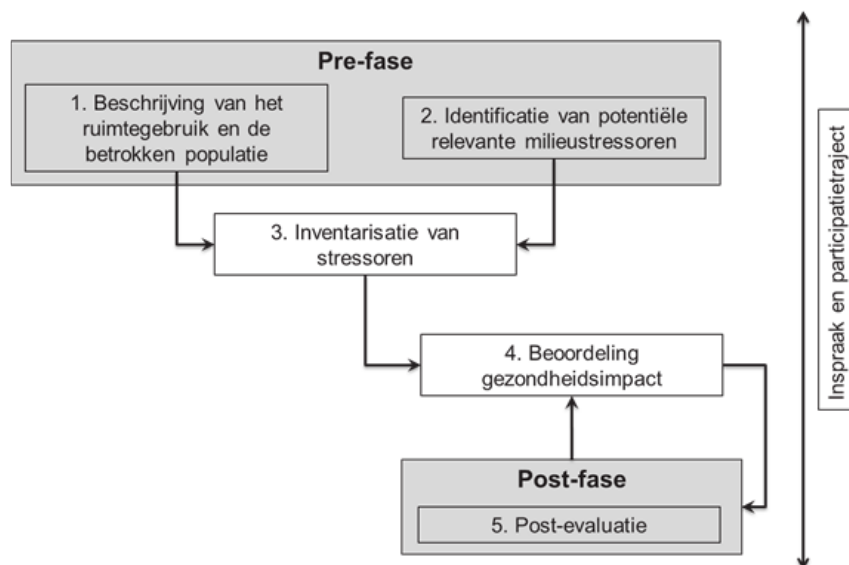 Pre-fase
1. Beschrijving van het
ruimtegebruik en de
betrokken populatie
2. Identificatie van potentiële
relevante milieustressoren
3. Inventarisatie van
stressoren
4. Beoordeling
gezondheidsimpact
Post-fase
5. Post-evaluatie
Inspraak en participatietraject